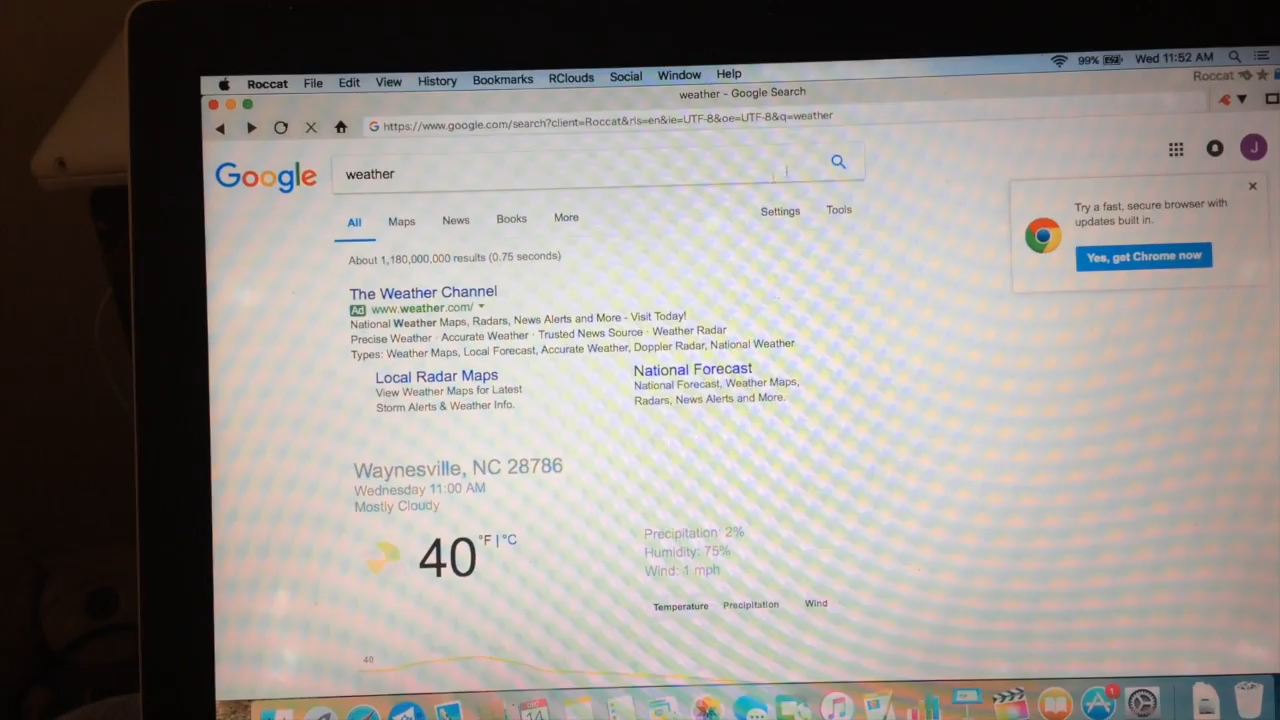 Roccat File Edit View History Bookmarks RClouds Social Window Help 99% Wed 11:52 AM
weather - Google Search Roccat
https://www.google.com/search?client=Roccat&rls=en&ie=UTF-8&oe=UTF-8&q=weather
Google weather J
All Maps News Books More Settings Tools
Try a fast, secure browser with
updates built in.
Yes, get Chrome now
About 1,180,000,000 results (0.75 seconds)
The Weather Channel
Ad www.weather.com/
National Weather Maps, Radars, News Alerts and More - Visit Today!
Precise Weather · Accurate Weather · Trusted News Source · Weather Radar
Types: Weather Maps, Local Forecast, Accurate Weather, Doppler Radar, National Weather
Local Radar Maps
View Weather Maps for Latest
Storm Alerts & Weather Info.
National Forecast
National Forecast, Weather Maps,
Radars, News Alerts and More.
Waynesville, NC 28786
Wednesday 11:00 AM
Mostly Cloudy
40 °F | °C
Precipitation: 2%
Humidity: 75%
Wind: 1 mph
Temperature Precipitation Wind
40
14
1